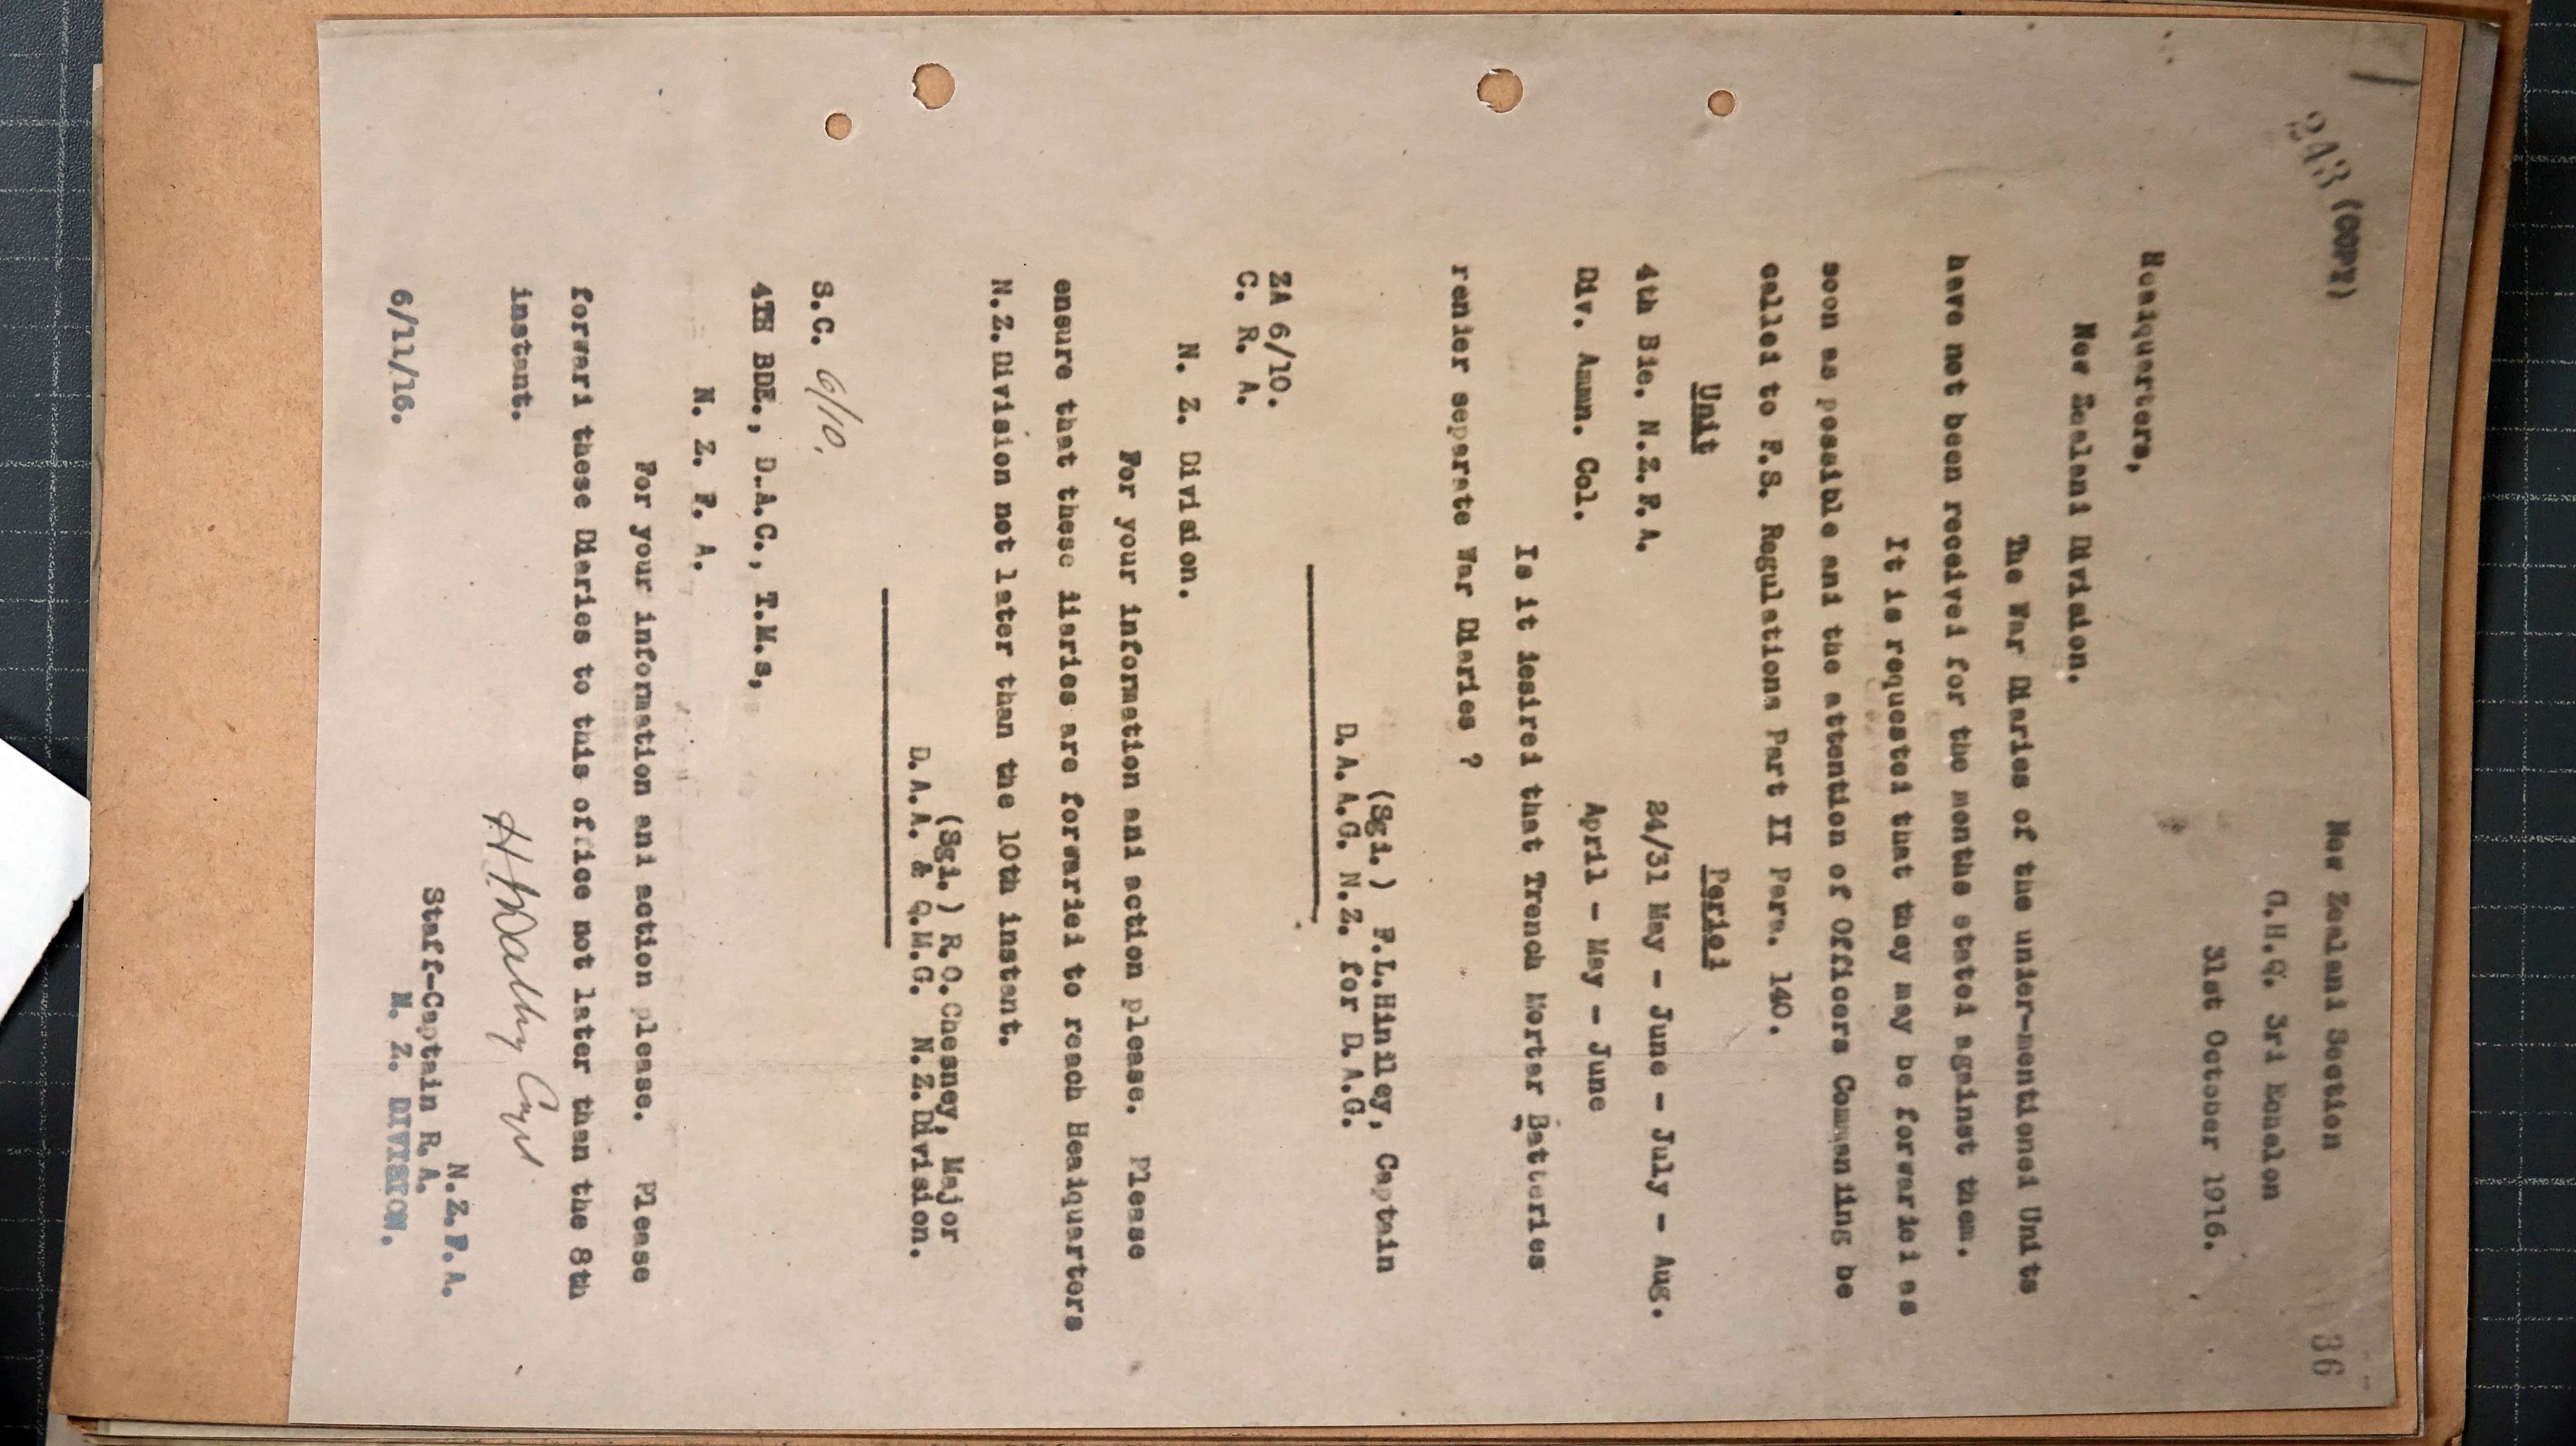 243 (COPY)
36
New Zealand Section
G.H.Q. 3rd Echelon
31st October 1916.
Headquarters,
New Zealand Division.
The War Diaries of the under-mentioned Units
have not been received for the months stated against them.
It is requested that they may be forwarded as
soon as possible and the attention of Officers Commanding be
called to F.S. Regulations Part II Para. 140.
Unit Period
4th Bde. N.Z.F.A. 24/31 May - June - July - Aug.
Div. Ammn. Col. April - May - June
Is it desired that Trench Mortar Batteries
render separate War Diaries ?
(Sgd.) F.L.Hindley, Captain
D.A.A.G. N.Z. for D.A.G.
ZA 6/10.
C. R. A.
N. Z. Division.
For your information and action please. Please
ensure that these diaries are forwarded to reach Headquarters
N.Z.Division not later than the 10th instant.
(Sgd.) R.O.Chesney, Major
D.A.A. & Q.M.G. N.Z.Division.
S.C. 6/10.
4TH BDE., D.A.C., T.M.s,
N. Z. F. A.
For your information and action please. Please
forward these Diaries to this office not later than the 8th
instant.
Capt
N.Z.F.A.
Staff-Captain R.A.
6/11/16.
N. Z. DIVISION.